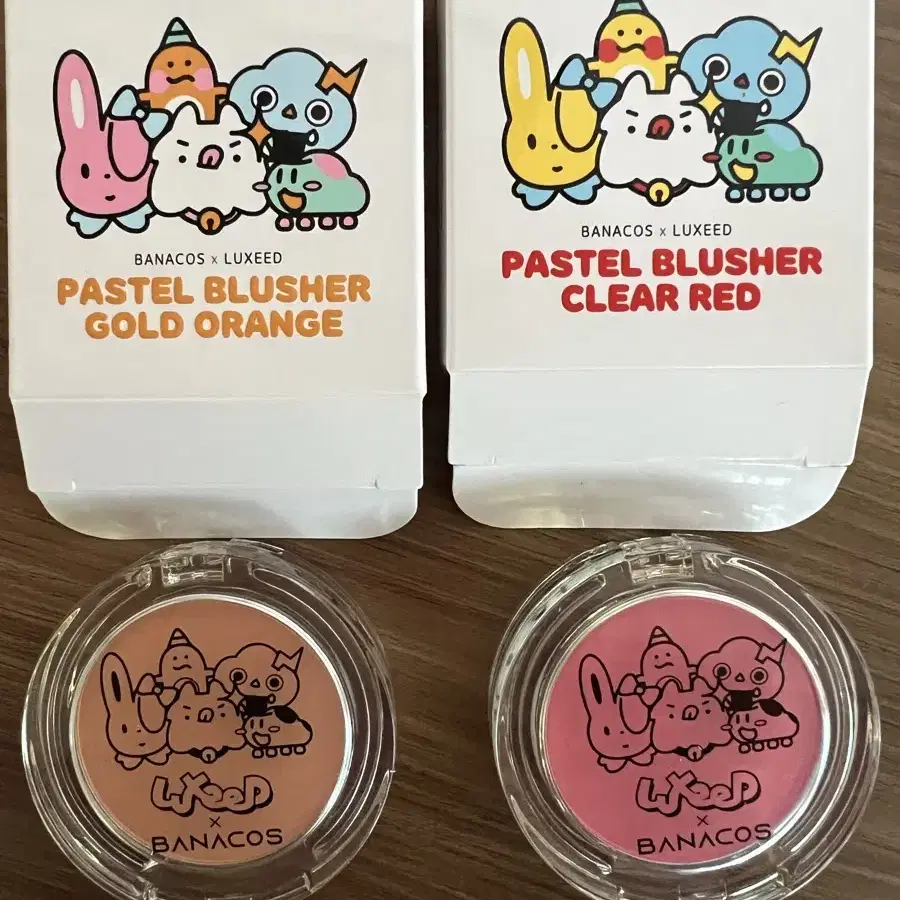 BANACOS x LUXEED
PASTEL BLUSHER
GOLD ORANGE
BANACOS x LUXEED
PASTEL BLUSHER
CLEAR RED
LUXEED
×
BANACOS
LUXEED
×
BANACOS